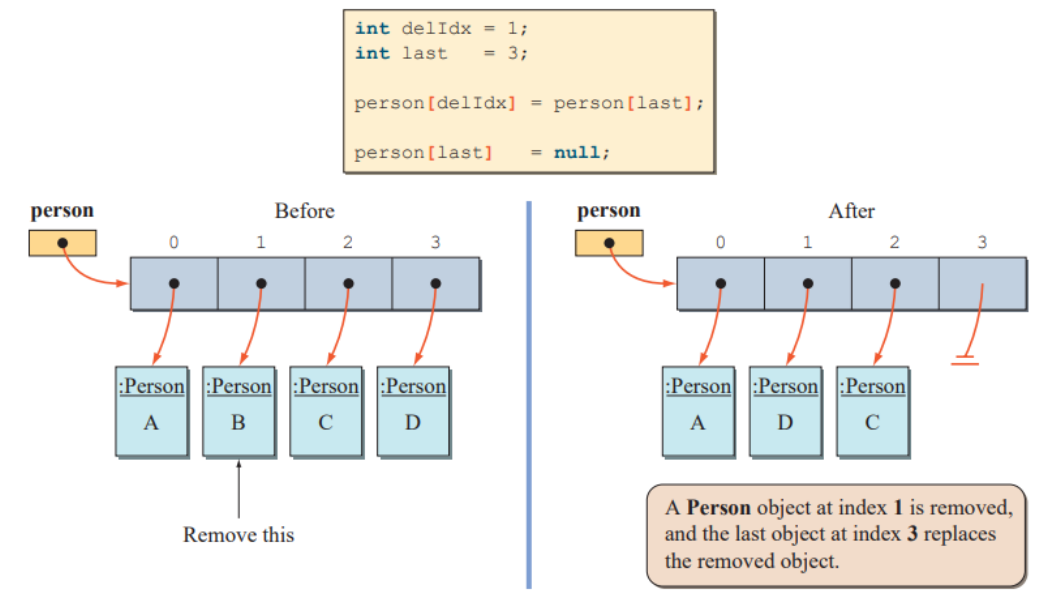 int delIdx = 1;
int last   = 3;
person[delIdx] = person[last];
person[last]   = null;
person
Before
0 1 2 3
:Person :Person :Person :Person
A B C D
Remove this
person
After
0 1 2 3
:Person :Person :Person
A D C
A Person object at index 1 is removed,
and the last object at index 3 replaces
the removed object.